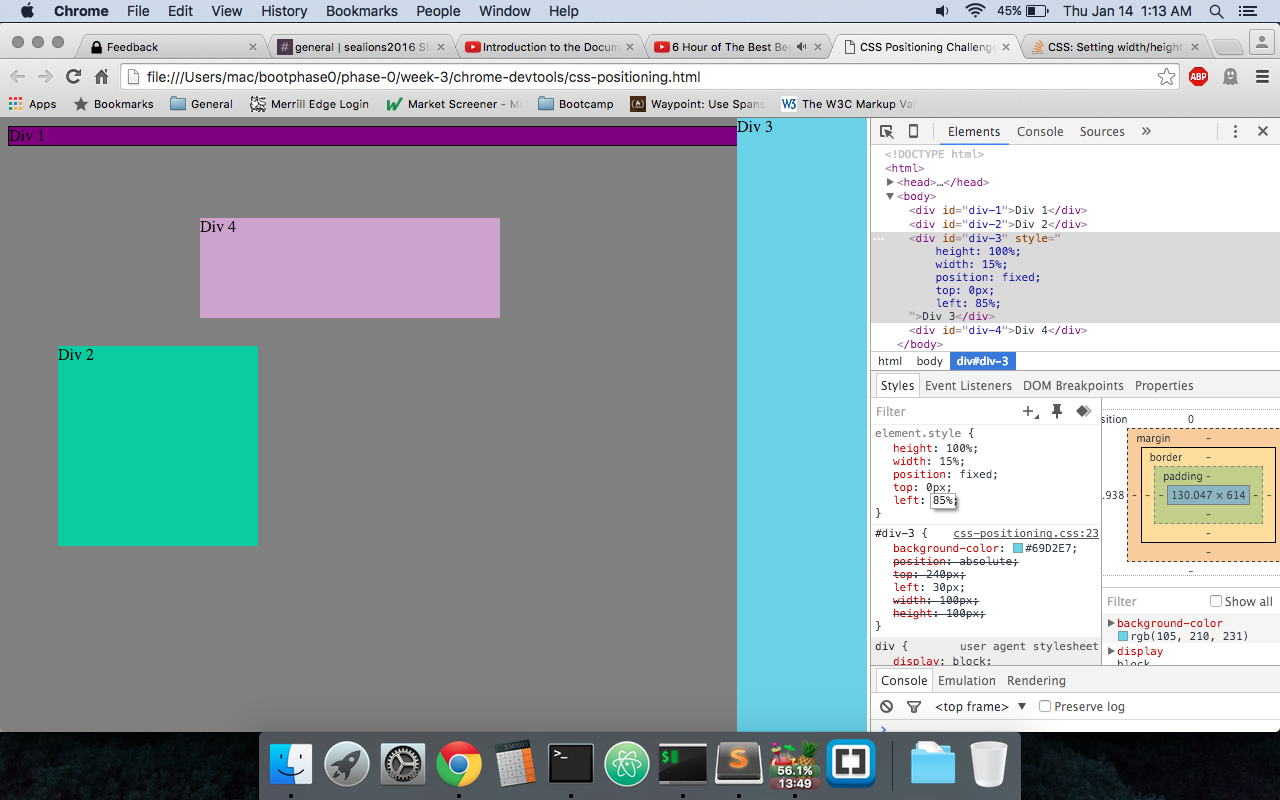 Chrome File Edit View History Bookmarks People Window Help 45% Thu Jan 14 1:13 AM
Feedback general | sealions2016 Sl Introduction to the Docum 6 Hour of The Best Be CSS Positioning Challenge CSS: Setting width/height
file:///Users/mac/bootphase0/phase-0/week-3/chrome-devtools/css-positioning.html ABP
Apps Bookmarks General Merrill Edge Login Market Screener - M Bootcamp Waypoint: Use Spans W3 The W3C Markup Val
Div 1
Div 3
Div 4
Div 2
Elements Console Sources »
<!DOCTYPE html>
<html>
<head>…</head>
<body>
<div id="div-1">Div 1</div>
<div id="div-2">Div 2</div>
… <div id="div-3" style="
height: 100%;
width: 15%;
position: fixed;
top: 0px;
left: 85%;
">Div 3</div>
<div id="div-4">Div 4</div>
</body>
html body div#div-3
Styles Event Listeners DOM Breakpoints Properties
Filter
element.style {
height: 100%;
width: 15%;
position: fixed;
top: 0px;
left: 85%;
}
#div-3 { css-positioning.css:23
background-color: #69D2E7;
position: absolute;
top: 240px;
left: 30px;
width: 100px;
height: 100px;
}
div { user agent stylesheet
display: block;
sition 0
margin -
border -
padding -
.938 - - - 130.047 × 614 - - -
-
-
-
-
Filter Show all
background-color
rgb(105, 210, 231)
display
block
Console Emulation Rendering
<top frame> ▼ Preserve log
>
56.1%
13:49